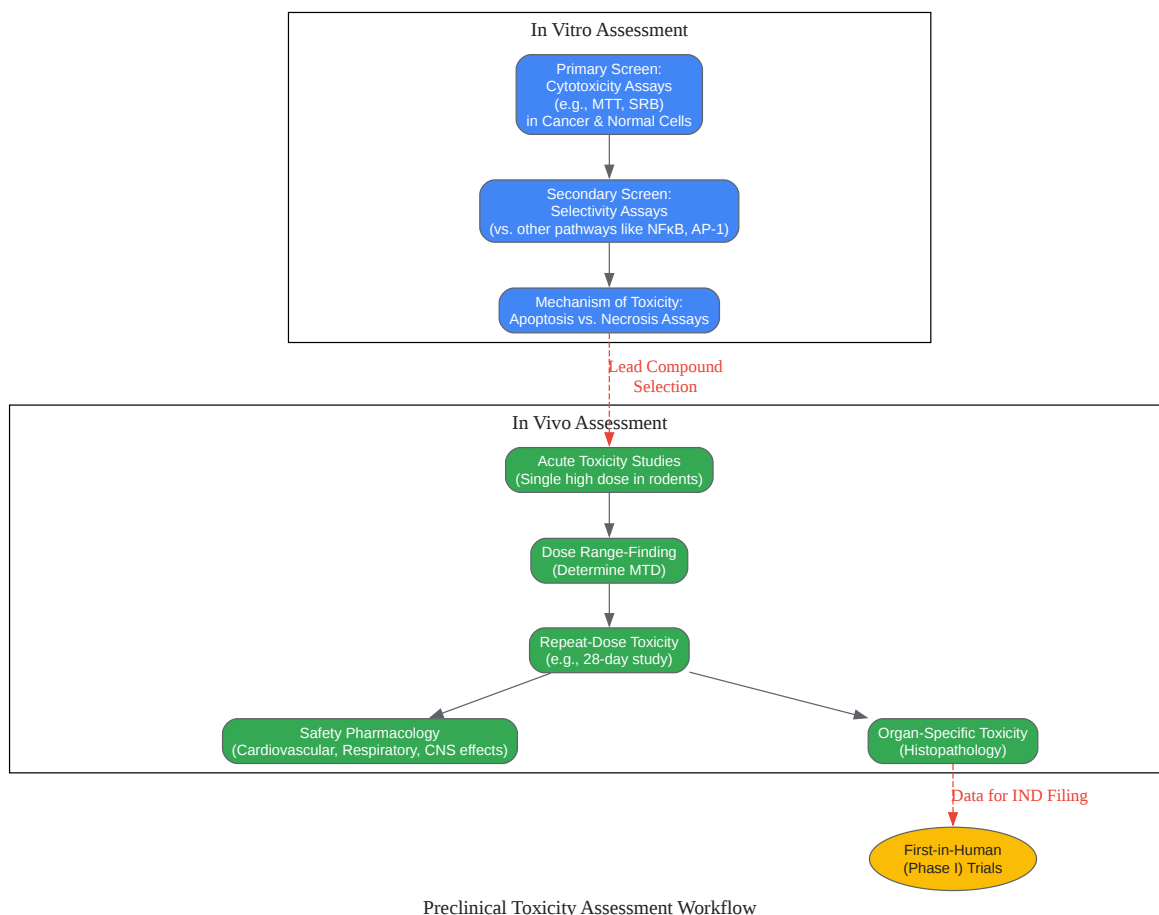 In Vitro Assessment
Primary Screen:
Cytotoxicity Assays
(e.g., MTT, SRB)
in Cancer & Normal Cells
Secondary Screen:
Selectivity Assays
(vs. other pathways like NFκB, AP-1)
Mechanism of Toxicity:
Apoptosis vs. Necrosis Assays
Lead Compound
Selection
In Vivo Assessment
Acute Toxicity Studies
(Single high dose in rodents)
Dose Range-Finding
(Determine MTD)
Repeat-Dose Toxicity
(e.g., 28-day study)
Safety Pharmacology
(Cardiovascular, Respiratory, CNS effects)
Organ-Specific Toxicity
(Histopathology)
Data for IND Filing
First-in-Human
(Phase I) Trials
Preclinical Toxicity Assessment Workflow